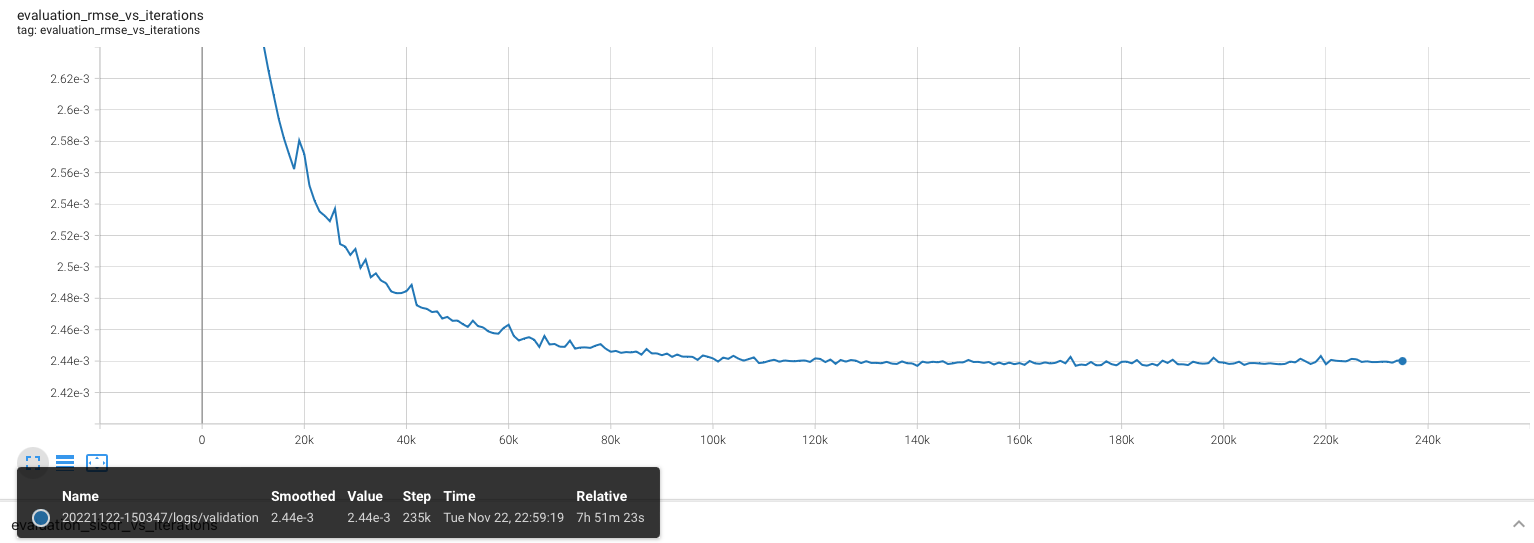 evaluation_rmse_vs_iterations
tag: evaluation_rmse_vs_iterations
2.62e-3
2.6e-3
2.58e-3
2.56e-3
2.54e-3
2.52e-3
2.5e-3
2.48e-3
2.46e-3
2.44e-3
2.42e-3
0 20k 40k 60k 80k 100k 120k 140k 160k 180k 200k 220k 240k
Name Smoothed Value Step Time Relative
20221122-150347/logs/validation 2.44e-3 2.44e-3 235k Tue Nov 22, 22:59:19 7h 51m 23s
evaluation_sisdr_vs_iterations